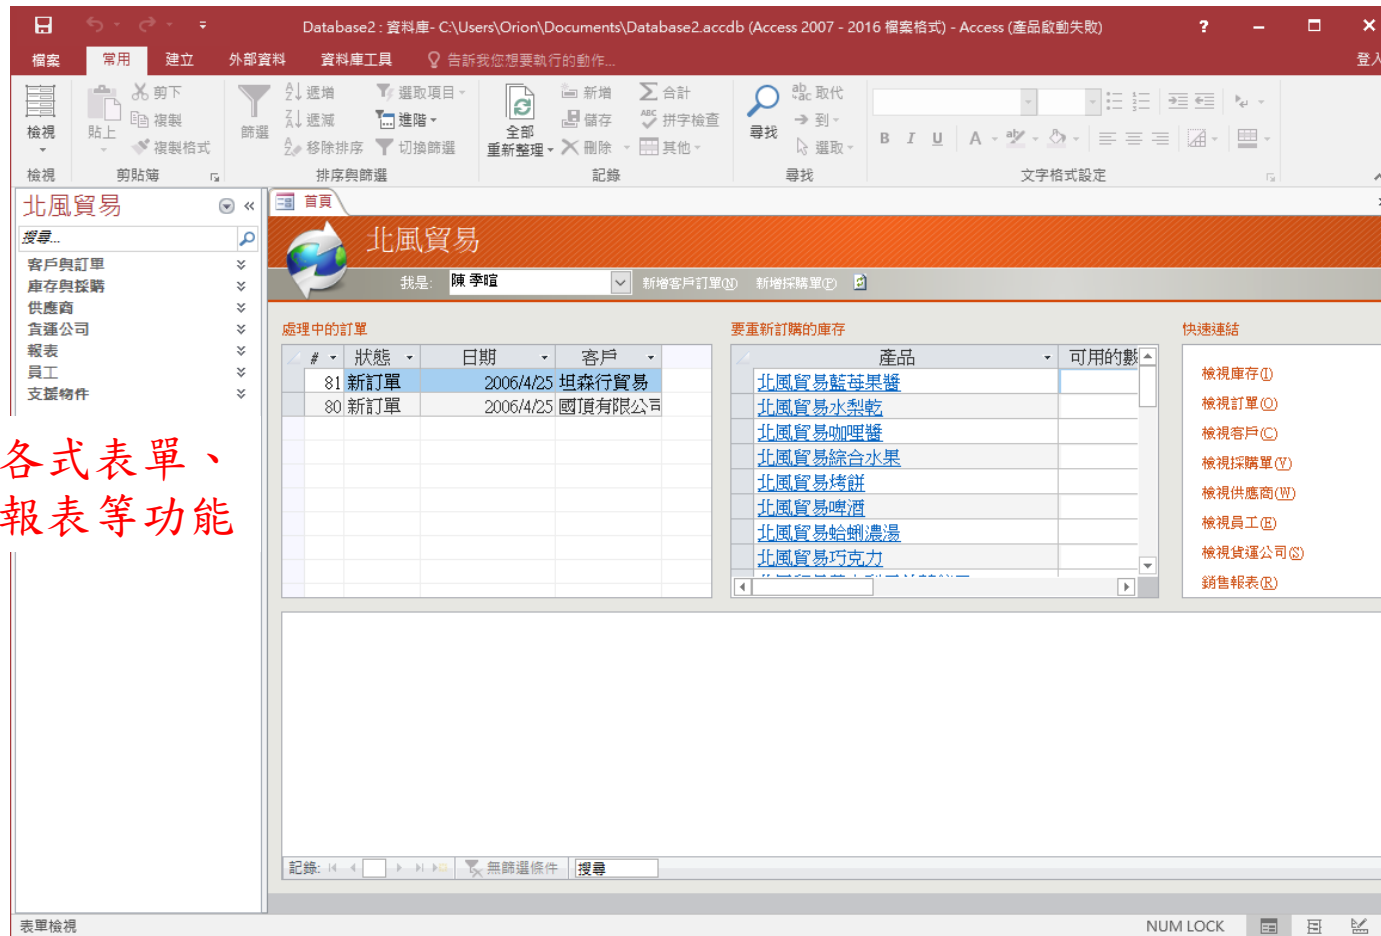 Database2 : 資料庫- C:\Users\Orion\Documents\Database2.accdb (Access 2007 - 2016 檔案格式) - Access (產品啟動失敗)
檔案 常用 建立 外部資料 資料庫工具 告訴我您想要執行的動作... 登入
檢視 貼上 剪下 複製 複製格式
篩選 遞增 遞減 移除排序 選取項目 進階 切換篩選
全部重新整理 新增 儲存 刪除 合計 拼字檢查 其他
尋找 取代 到 選取
B I U A
檢視 剪貼簿 排序與篩選 記錄 尋找 文字格式設定
北風貿易 «
搜尋...
客戶與訂單
庫存與採購
供應商
貨運公司
報表
員工
支援物件
各式表單、
報表等功能
首頁
北風貿易
我是: 陳 季暄 新增客戶訂單(N) 新增採購單(P)
處理中的訂單
# 狀態 日期 客戶
81 新訂單 2006/4/25 坦森行貿易
80 新訂單 2006/4/25 國頂有限公司
要重新訂購的庫存
產品 可用的數
北風貿易藍莓果醬
北風貿易水梨乾
北風貿易咖哩醬
北風貿易綜合水果
北風貿易烤餅
北風貿易啤酒
北風貿易蛤蜊濃湯
北風貿易巧克力
快速連結
檢視庫存(I)
檢視訂單(O)
檢視客戶(C)
檢視採購單(V)
檢視供應商(W)
檢視員工(E)
檢視貨運公司(S)
銷售報表(R)
記錄: 無篩選條件 搜尋
表單檢視 NUM LOCK